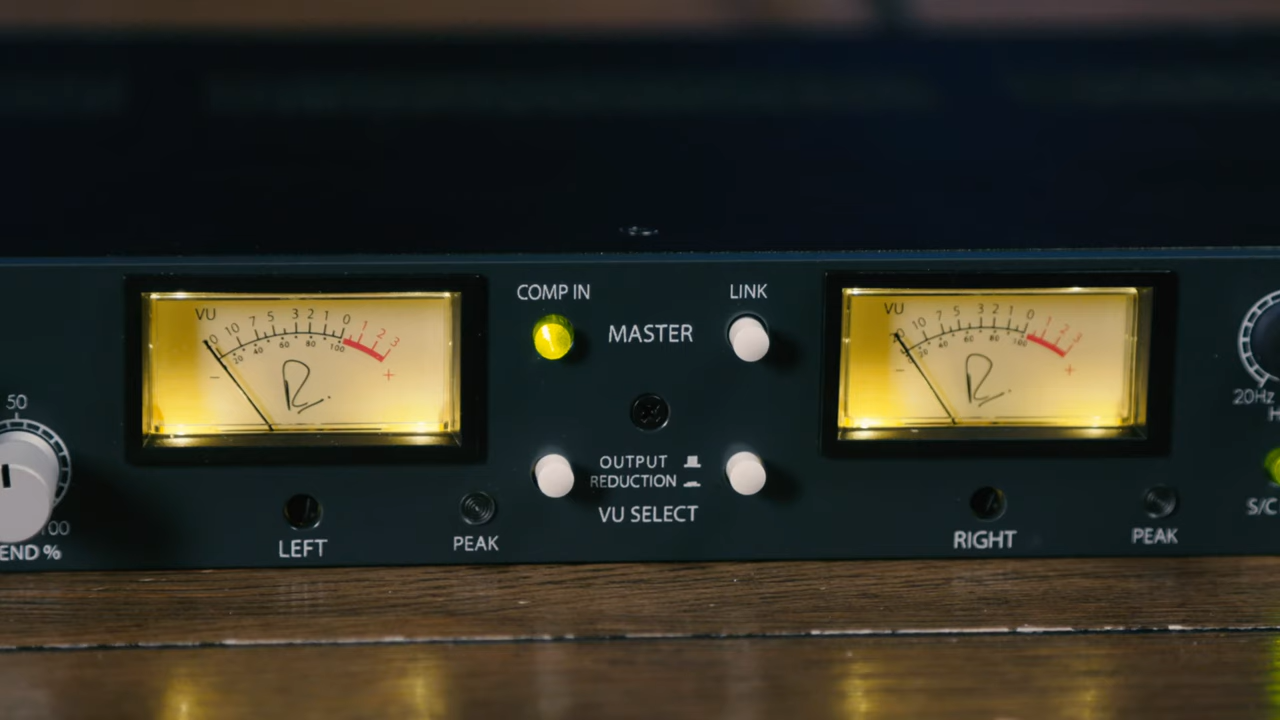 VU
20 10 7 5 3 2 1 0 1 2 3
20 40 60 80 100
- +
R.
COMP IN
LINK
MASTER
VU
20 10 7 5 3 2 1 0 1 2 3
20 40 60 80 100
- +
R.
50
100
END %
LEFT
PEAK
OUTPUT
REDUCTION
VU SELECT
RIGHT
PEAK
20Hz
H
S/C